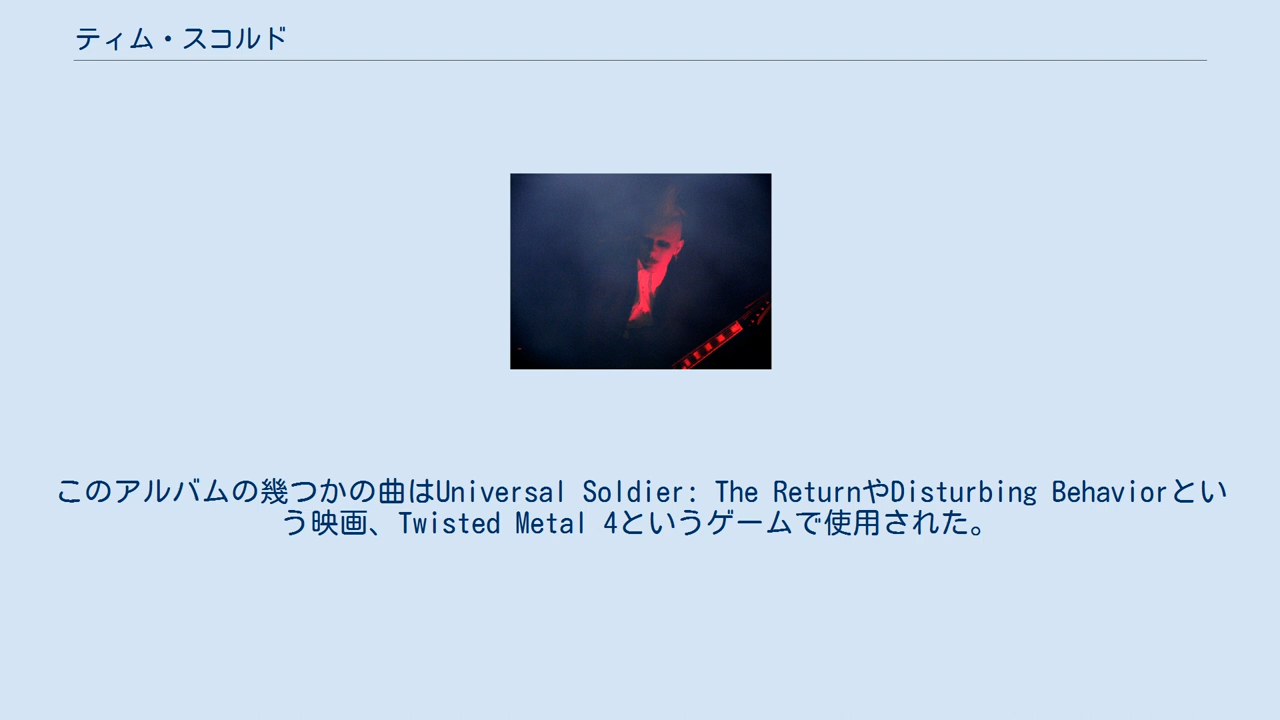 ティム・スコルド
このアルバムの幾つかの曲はUniversal Soldier: The ReturnやDisturbing Behaviorとい
う映画、Twisted Metal 4というゲームで使用された。